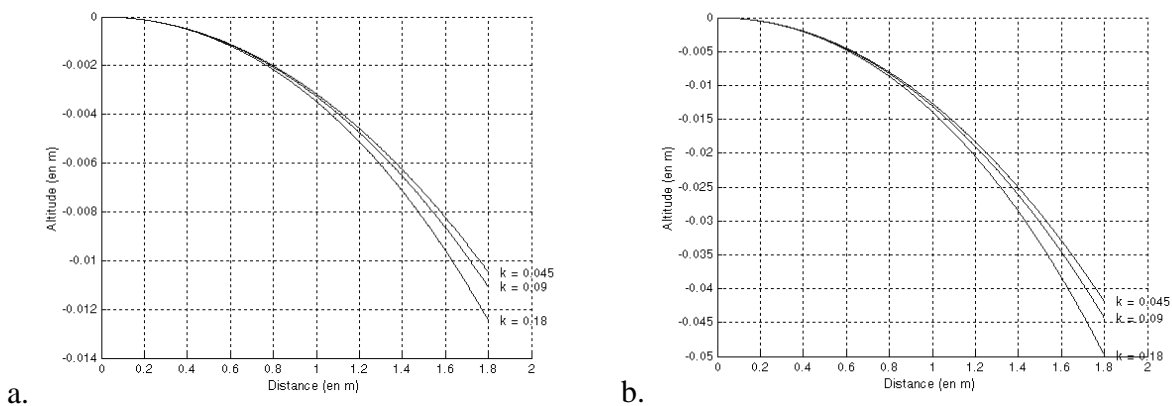 0
-0.002
-0.004
-0.006
-0.008
-0.01
-0.012
-0.014
Altitude (en m)
k = 0.045
k = 0.09
k = 0.18
0 0.2 0.4 0.6 0.8 1 1.2 1.4 1.6 1.8 2
Distance (en m)
a.
0
-0.005
-0.01
-0.015
-0.02
-0.025
-0.03
-0.035
-0.04
-0.045
-0.05
Altitude (en m)
k = 0.045
k = 0.09
k = 0.18
0 0.2 0.4 0.6 0.8 1 1.2 1.4 1.6 1.8 2
Distance (en m)
b.